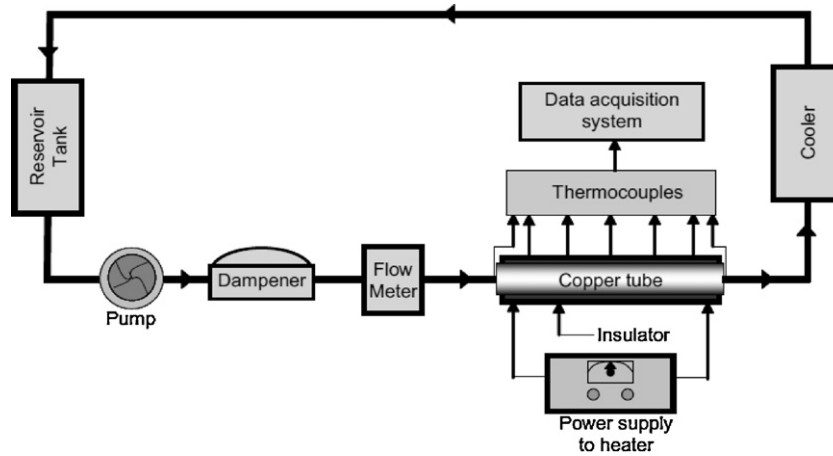 Reservoir
Tank
Data acquisition
system
Cooler
Thermocouples
Pump
Dampener
Flow
Meter
Copper tube
Insulator
Power supply
to heater